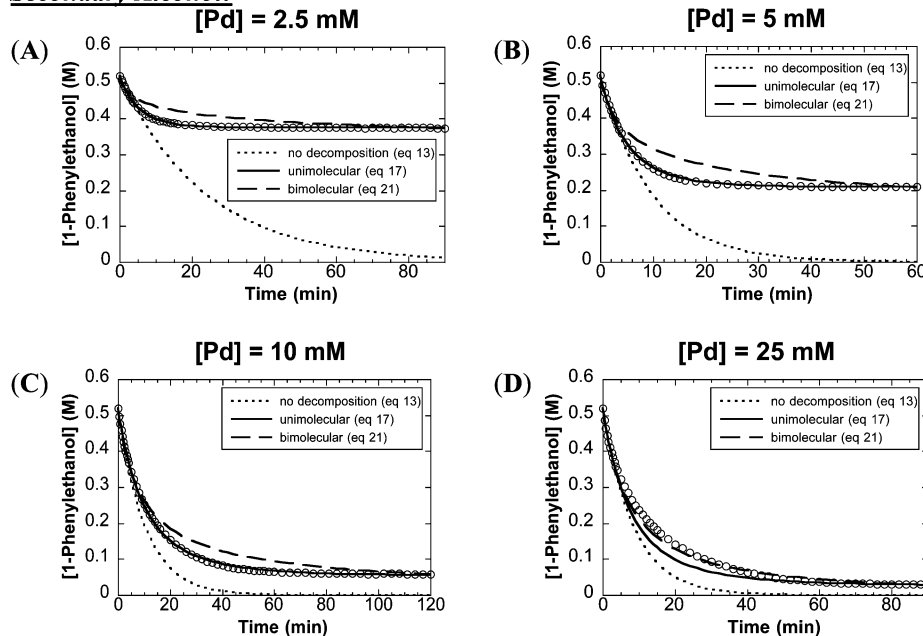 [Pd] = 2.5 mM
(A)
[1-Phenylethanol] (M)
0.6
0.5
0.4
0.3
0.2
0.1
0
no decomposition (eq 13)
unimolecular (eq 17)
bimolecular (eq 21)
0 20 40 60 80
Time (min)
[Pd] = 5 mM
(B)
[1-Phenylethanol] (M)
0.6
0.5
0.4
0.3
0.2
0.1
0
no decomposition (eq 13)
unimolecular (eq 17)
bimolecular (eq 21)
0 10 20 30 40 50 60
Time (min)
[Pd] = 10 mM
(C)
[1-Phenylethanol] (M)
0.6
0.5
0.4
0.3
0.2
0.1
0
no decomposition (eq 13)
unimolecular (eq 17)
bimolecular (eq 21)
0 20 40 60 80 100 120
Time (min)
[Pd] = 25 mM
(D)
[1-Phenylethanol] (M)
0.6
0.5
0.4
0.3
0.2
0.1
0
no decomposition (eq 13)
unimolecular (eq 17)
bimolecular (eq 21)
0 20 40 60 80
Time (min)